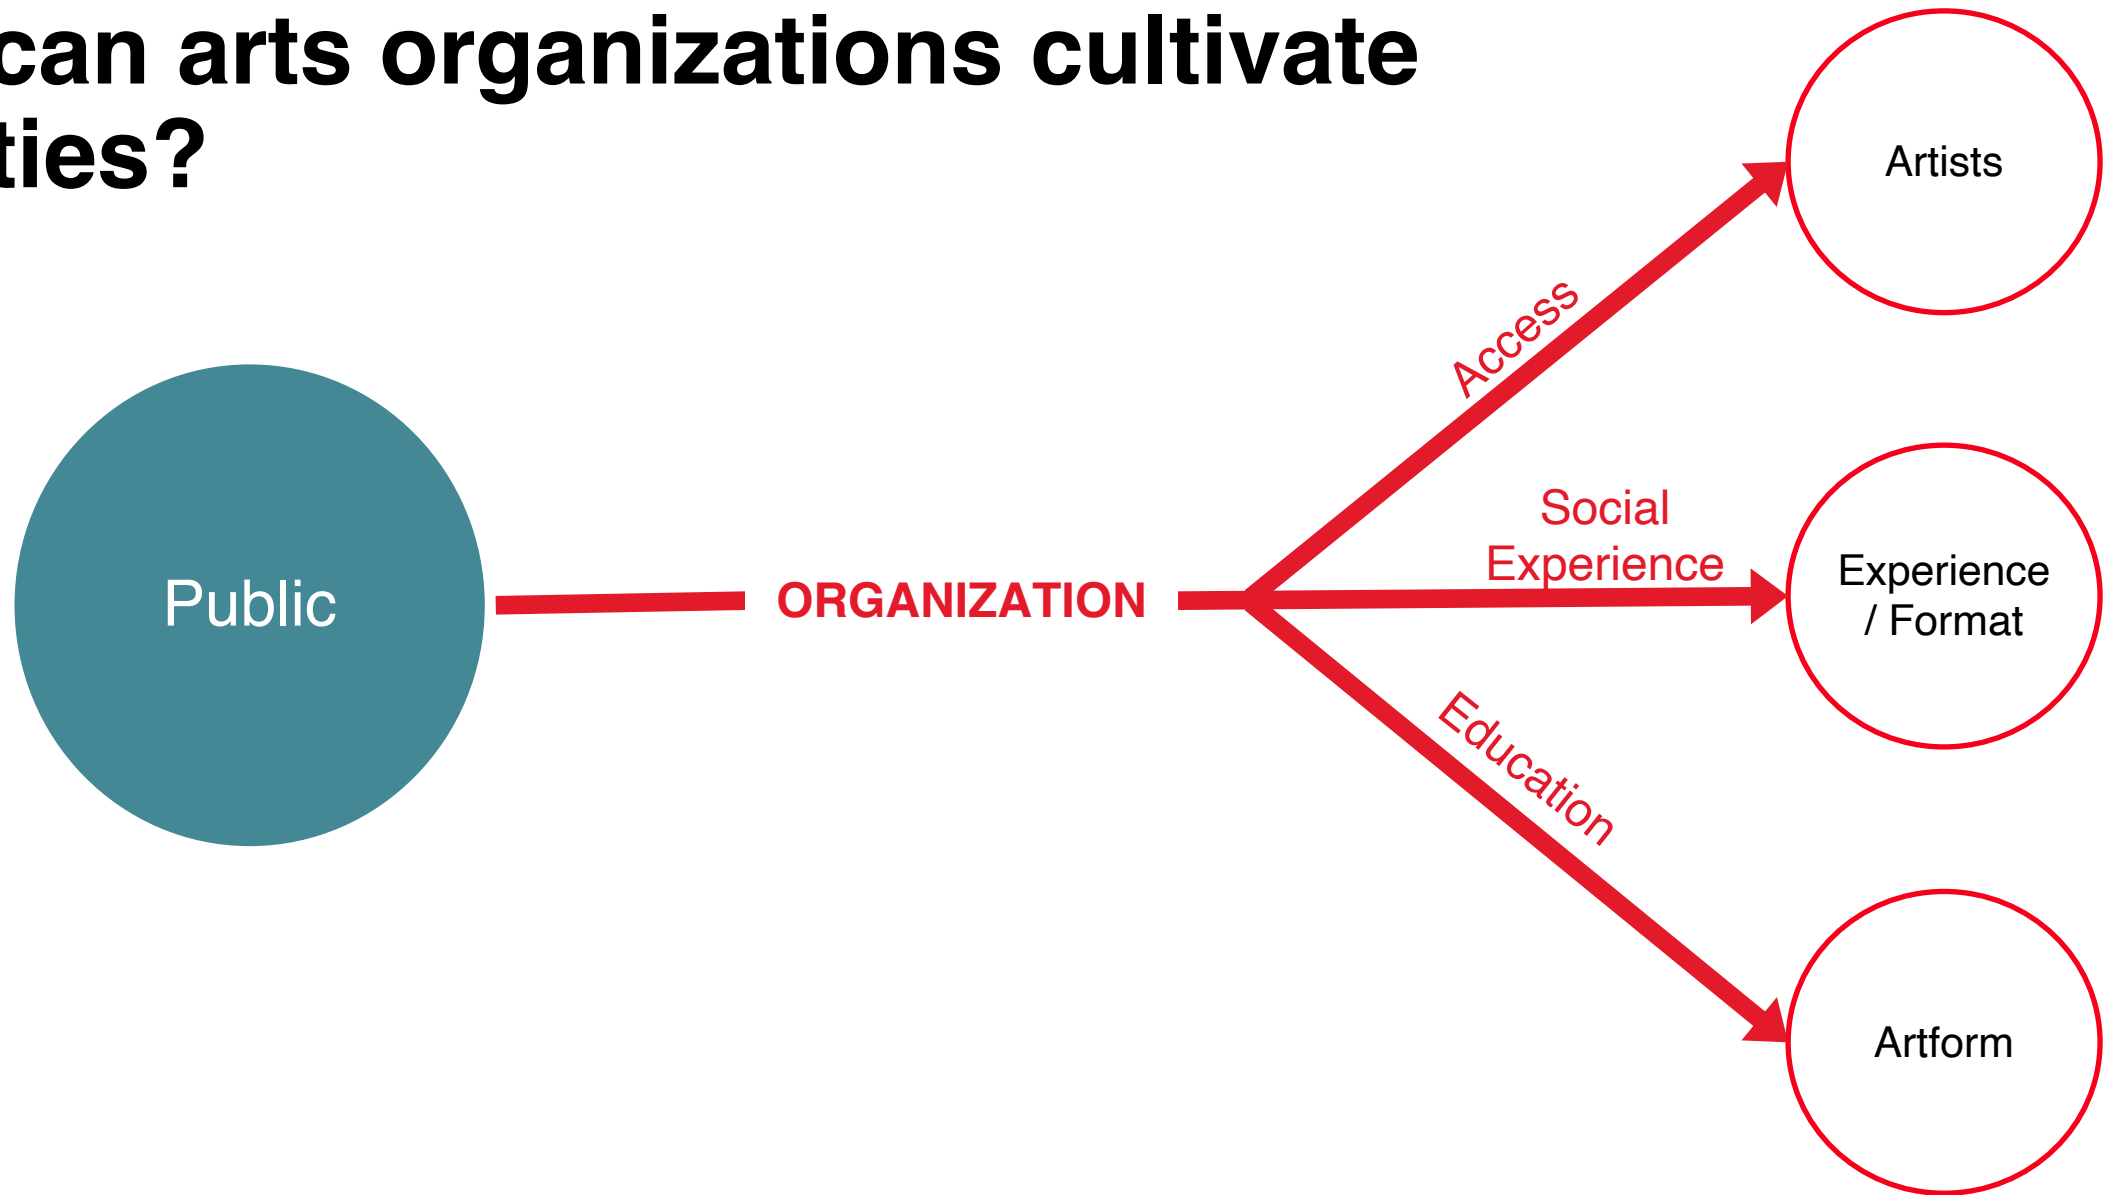 can arts organizations cultivate
ties?
Artists
Access
Social
Experience
Experience
/ Format
Public
ORGANIZATION
Education
Artform